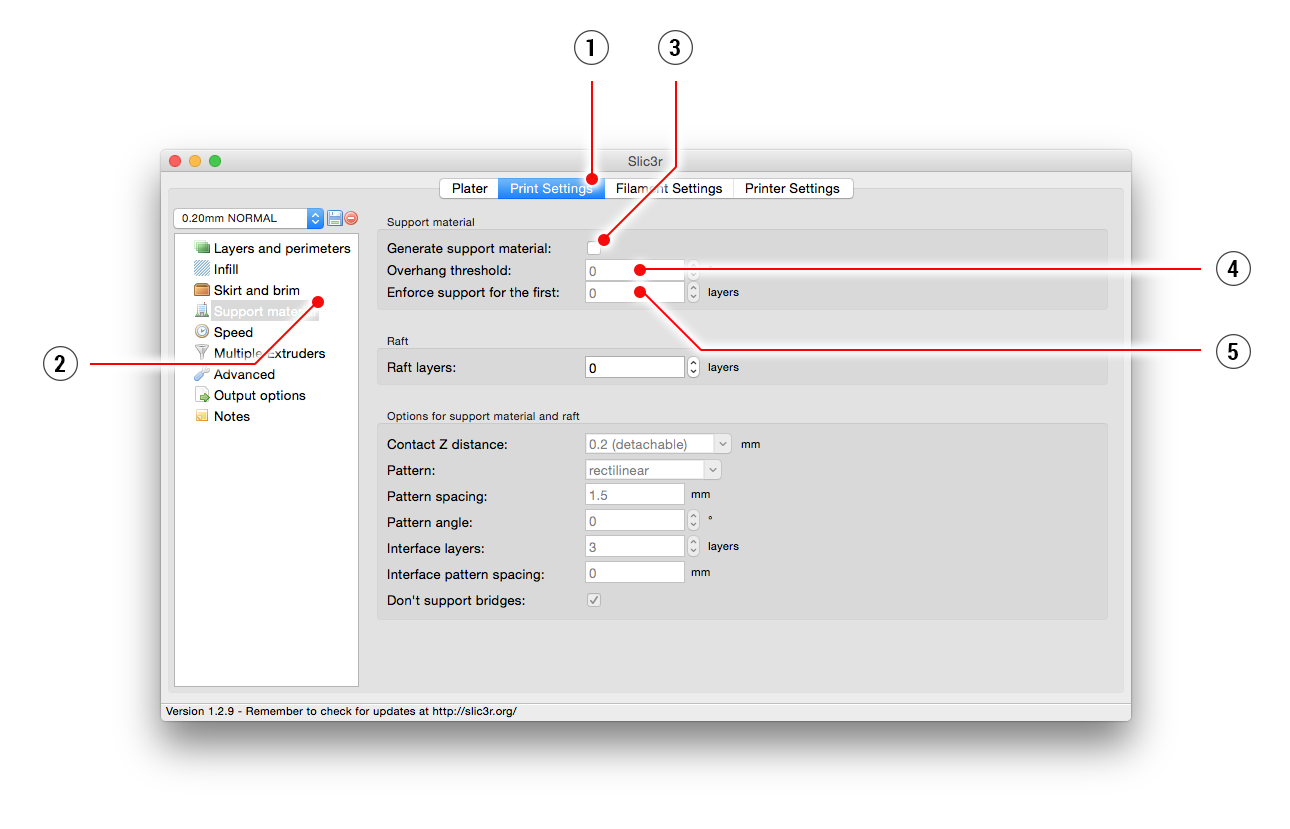 1 3
Slic3r
Plater Print Settings Filament Settings Printer Settings
0.20mm NORMAL
Layers and perimeters
Infill
Skirt and brim
Support material
Speed
Multiple Extruders
Advanced
Output options
Notes
2
Support material
Generate support material:
Overhang threshold: 0 °
Enforce support for the first: 0 layers
4
5
Raft
Raft layers: 0 layers
Options for support material and raft
Contact Z distance: 0.2 (detachable) mm
Pattern: rectilinear
Pattern spacing: 1.5 mm
Pattern angle: 0 °
Interface layers: 3 layers
Interface pattern spacing: 0 mm
Don't support bridges:
Version 1.2.9 - Remember to check for updates at http://slic3r.org/